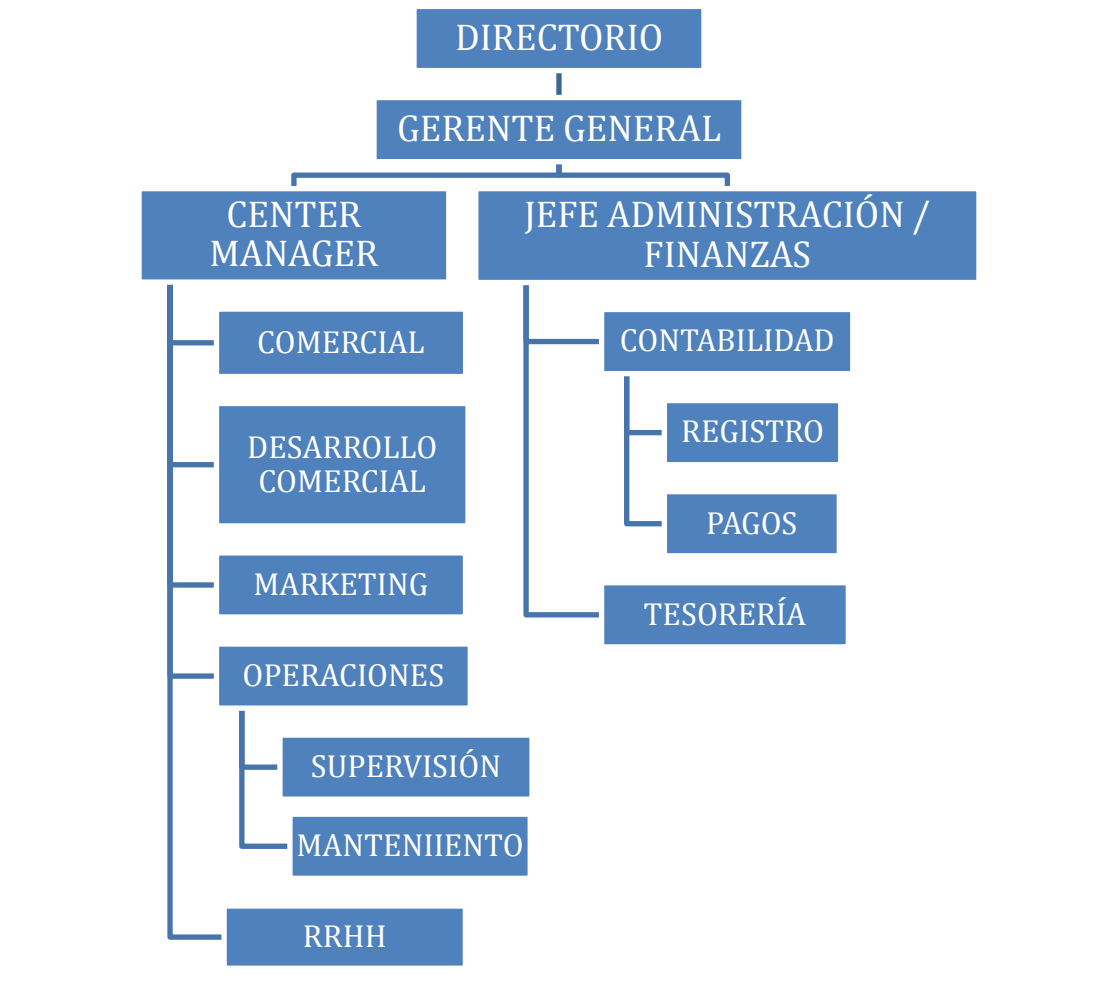 DIRECTORIO
GERENTE GENERAL
CENTER
MANAGER
COMERCIAL
DESARROLLO
COMERCIAL
MARKETING
OPERACIONES
SUPERVISIÓN
MANTENIIENTO
RRHH
JEFE ADMINISTRACIÓN /
FINANZAS
CONTABILIDAD
REGISTRO
PAGOS
TESORERÍA